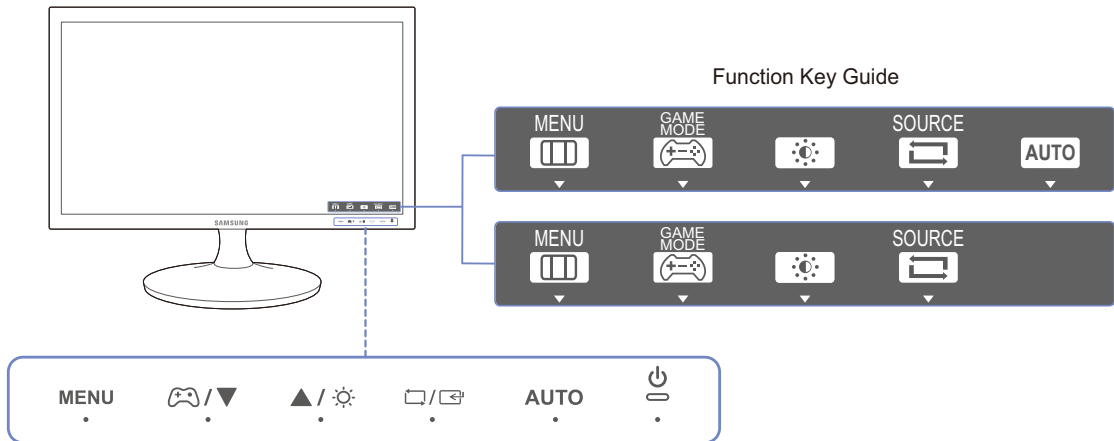 Function Key Guide
MENU
GAME
MODE
SOURCE
AUTO
SAMSUNG
MENU
GAME
MODE
SOURCE
MENU
/
/
/
AUTO